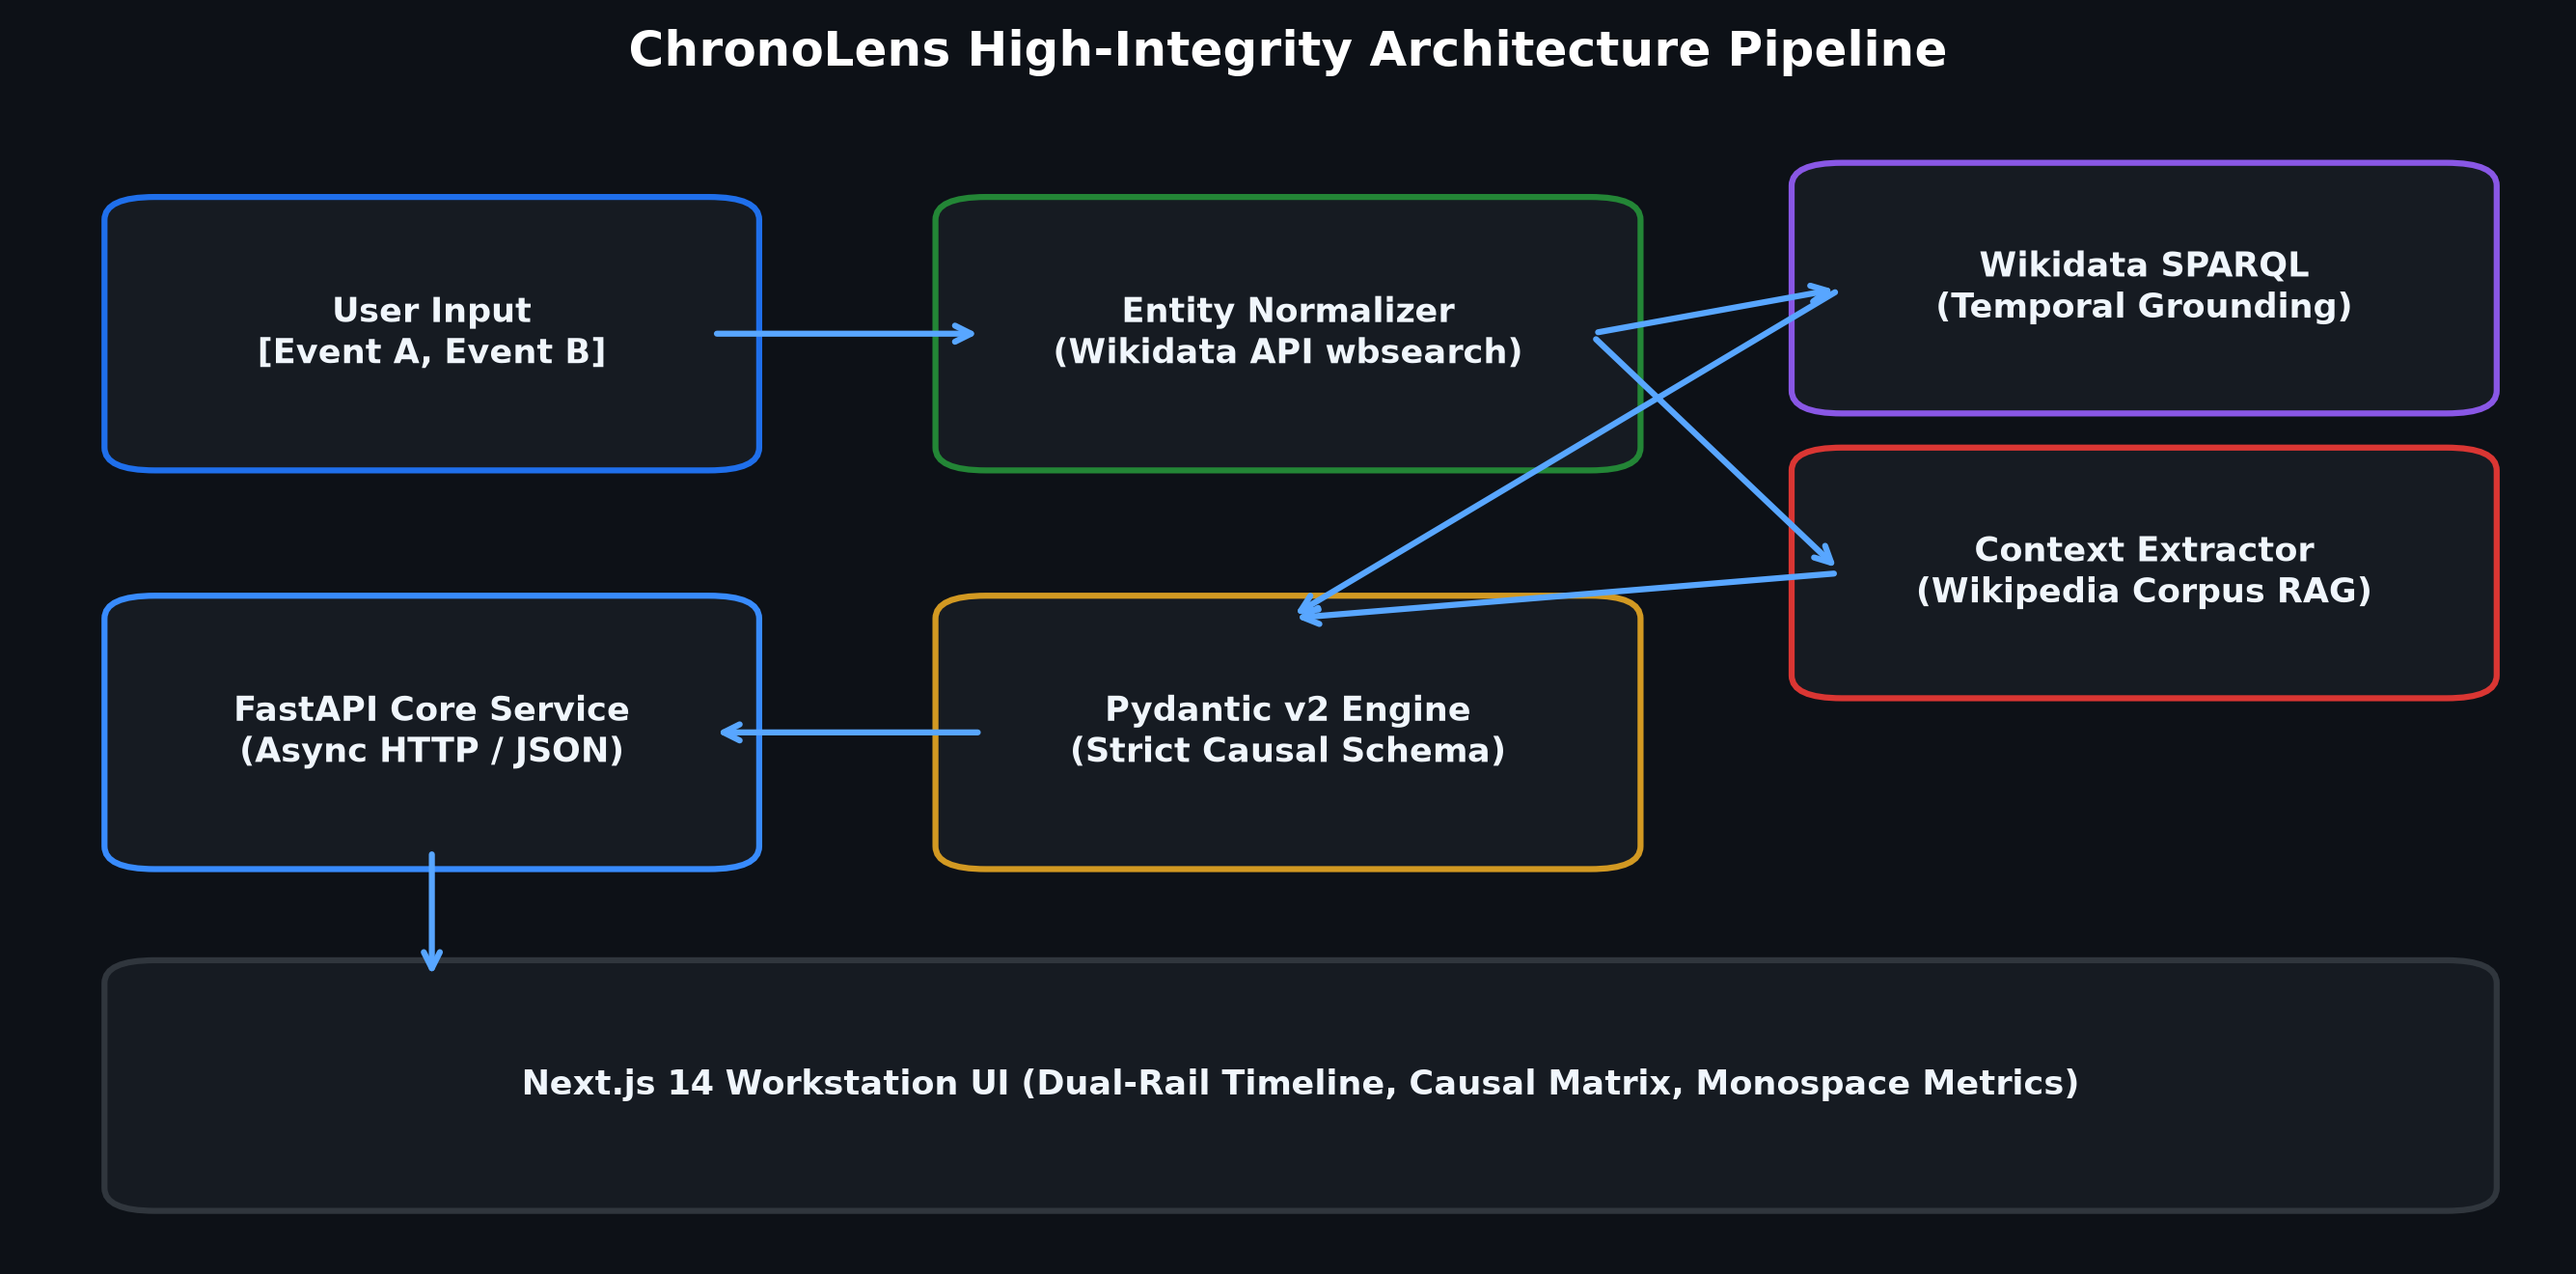 ChronoLens High-Integrity Architecture Pipeline
User Input
[Event A, Event B]
Entity Normalizer
(Wikidata API wbsearch)
Wikidata SPARQL
(Temporal Grounding)
Context Extractor
(Wikipedia Corpus RAG)
FastAPI Core Service
(Async HTTP / JSON)
Pydantic v2 Engine
(Strict Causal Schema)
Next.js 14 Workstation UI (Dual-Rail Timeline, Causal Matrix, Monospace Metrics)